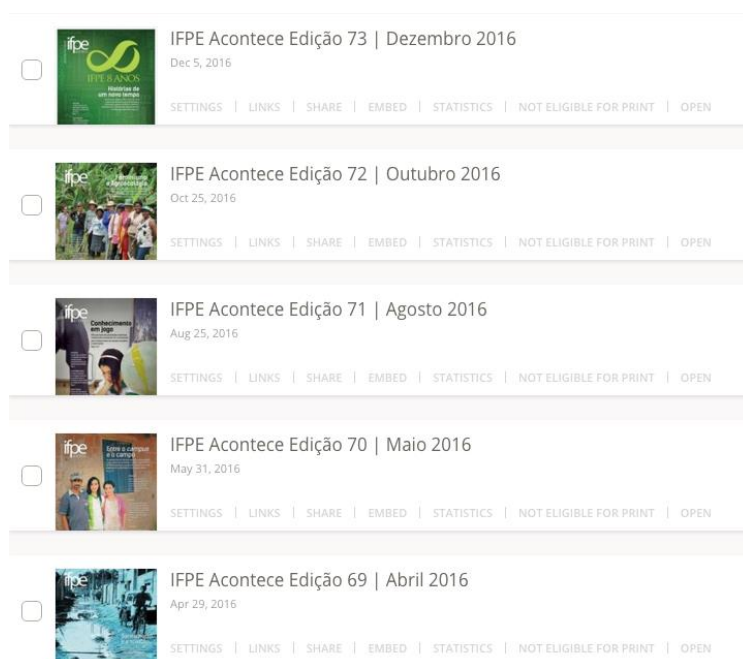 IFPE Acontece Edição 73 | Dezembro 2016
Dec 5, 2016
SETTINGS | LINKS | SHARE | EMBED | STATISTICS | NOT ELIGIBLE FOR PRINT | OPEN
ifpe
IFPE 8 ANOS
Histórias de
um novo tempo
IFPE Acontece Edição 72 | Outubro 2016
Oct 25, 2016
SETTINGS | LINKS | SHARE | EMBED | STATISTICS | NOT ELIGIBLE FOR PRINT | OPEN
ifpe
Feminismo
e Agroecologia
IFPE Acontece Edição 71 | Agosto 2016
Aug 25, 2016
SETTINGS | LINKS | SHARE | EMBED | STATISTICS | NOT ELIGIBLE FOR PRINT | OPEN
ifpe
Conhecimento
em jogo
IFPE Acontece Edição 70 | Maio 2016
May 31, 2016
SETTINGS | LINKS | SHARE | EMBED | STATISTICS | NOT ELIGIBLE FOR PRINT | OPEN
ifpe
Entre o campus
e o campo
IFPE Acontece Edição 69 | Abril 2016
Apr 29, 2016
SETTINGS | LINKS | SHARE | EMBED | STATISTICS | NOT ELIGIBLE FOR PRINT | OPEN
ifpe